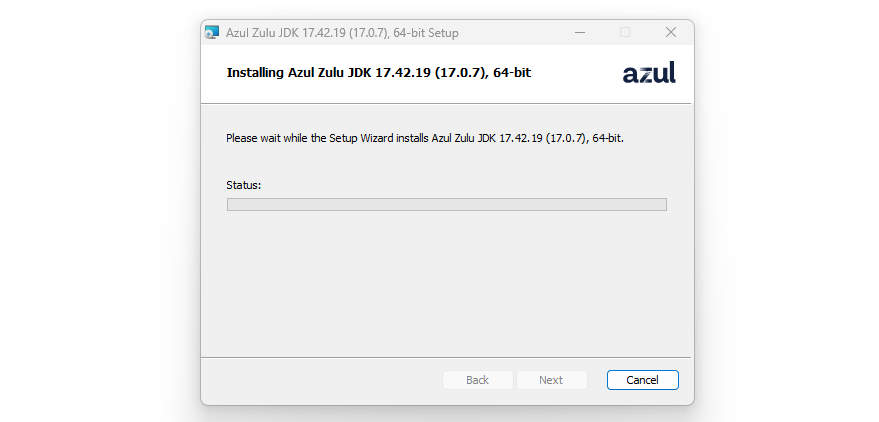 Azul Zulu JDK 17.42.19 (17.0.7), 64-bit Setup
Installing Azul Zulu JDK 17.42.19 (17.0.7), 64-bit
azul
Please wait while the Setup Wizard installs Azul Zulu JDK 17.42.19 (17.0.7), 64-bit.
Status:
Back Next Cancel